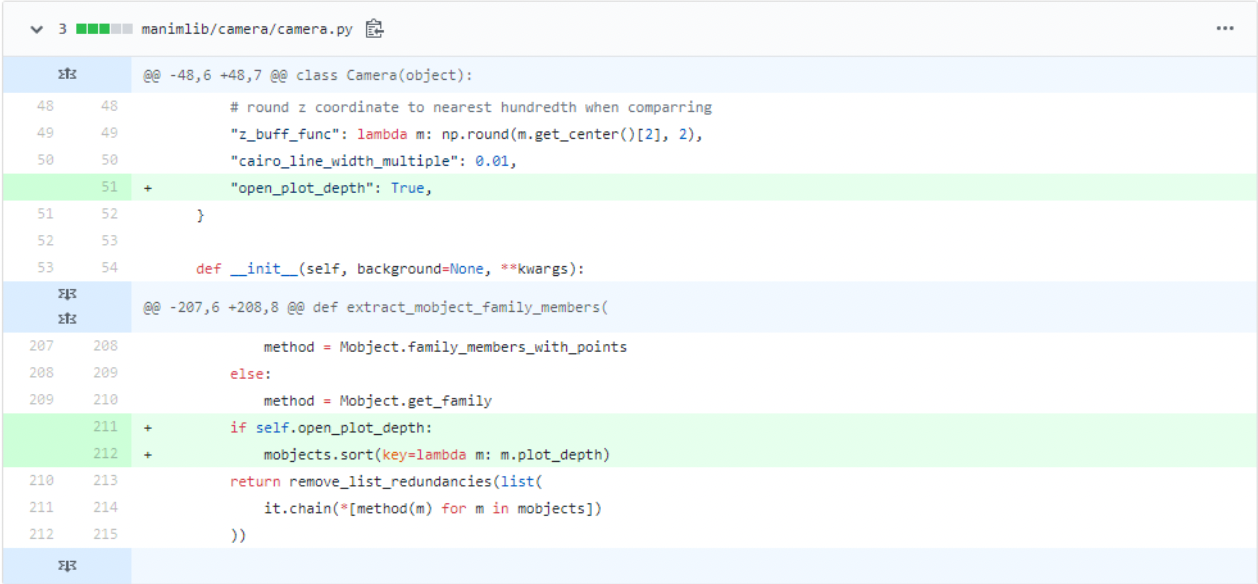 3 manimlib/camera/camera.py ...
@@ -48,6 +48,7 @@ class Camera(object):
48 48 # round z coordinate to nearest hundredth when comparring
49 49 "z_buff_func": lambda m: np.round(m.get_center()[2], 2),
50 50 "cairo_line_width_multiple": 0.01,
51 + "open_plot_depth": True,
51 52 }
52 53
53 54 def __init__(self, background=None, **kwargs):
@@ -207,6 +208,8 @@ def extract_mobject_family_members(
207 208 method = Mobject.family_members_with_points
208 209 else:
209 210 method = Mobject.get_family
211 + if self.open_plot_depth:
212 + mobjects.sort(key=lambda m: m.plot_depth)
210 213 return remove_list_redundancies(list(
211 214 it.chain(*[method(m) for m in mobjects])
212 215 ))